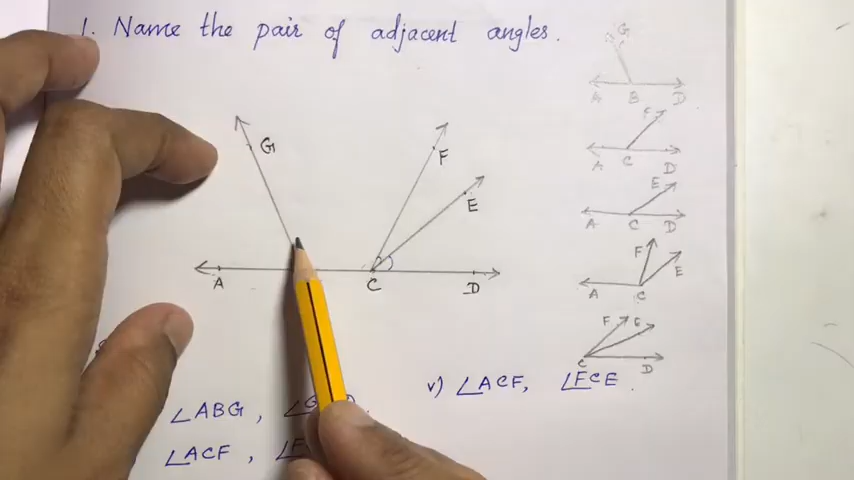 1. Name the pair of adjacent angles.
G
A B D
G
F
E
A C D
F
A C D
E
A C D
F
E
A C
F E
C D
v) ∠ACF, ∠FCE.
∠ABG,
∠ACF,